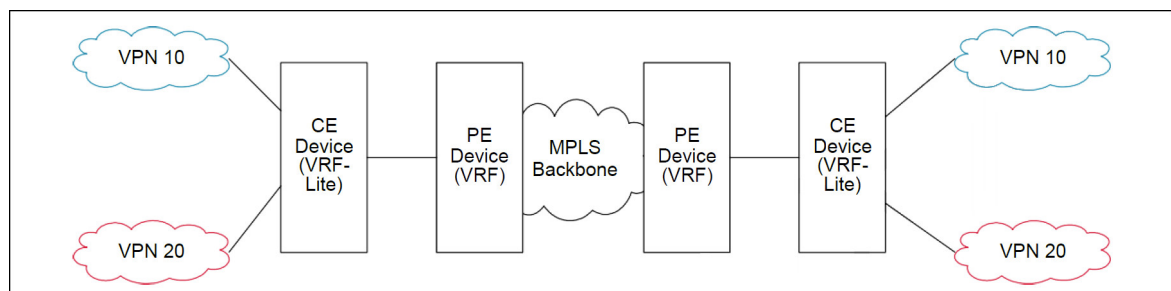 VPN 10
VPN 20
CE
Device
(VRF-
Lite)
PE
Device
(VRF)
MPLS
Backbone
PE
Device
(VRF)
CE
Device
(VRF-
Lite)
VPN 10
VPN 20